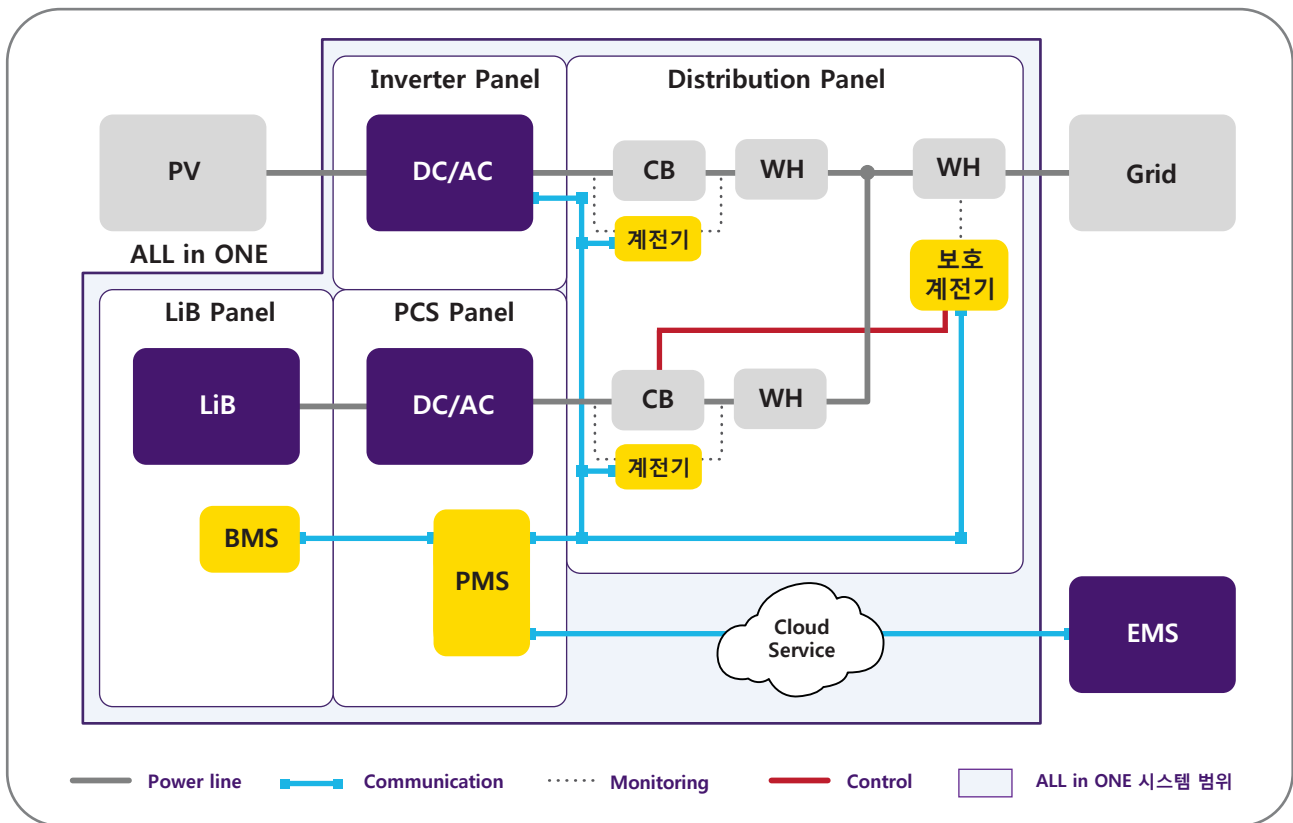 Inverter Panel
Distribution Panel
PV
DC/AC
CB
WH
WH
Grid
계전기
보호
계전기
ALL in ONE
LiB Panel
PCS Panel
LiB
DC/AC
CB
WH
계전기
BMS
PMS
Cloud
Service
EMS
Power line
Communication
Monitoring
Control
ALL in ONE 시스템 범위